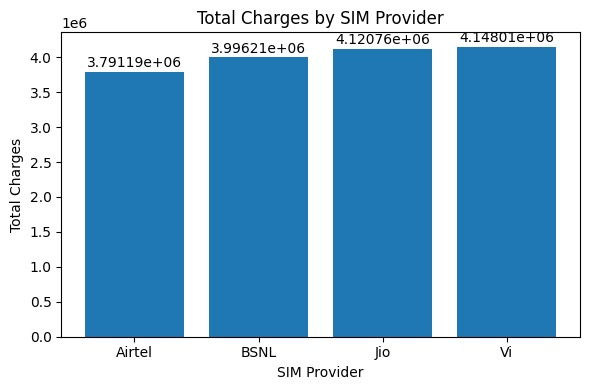 Total Charges by SIM Provider
1e6
3.79119e+06
3.99621e+06
4.12076e+06
4.14801e+06
4.0
3.5
3.0
2.5
2.0
1.5
1.0
0.5
0.0
Total Charges
Airtel
BSNL
Jio
Vi
SIM Provider